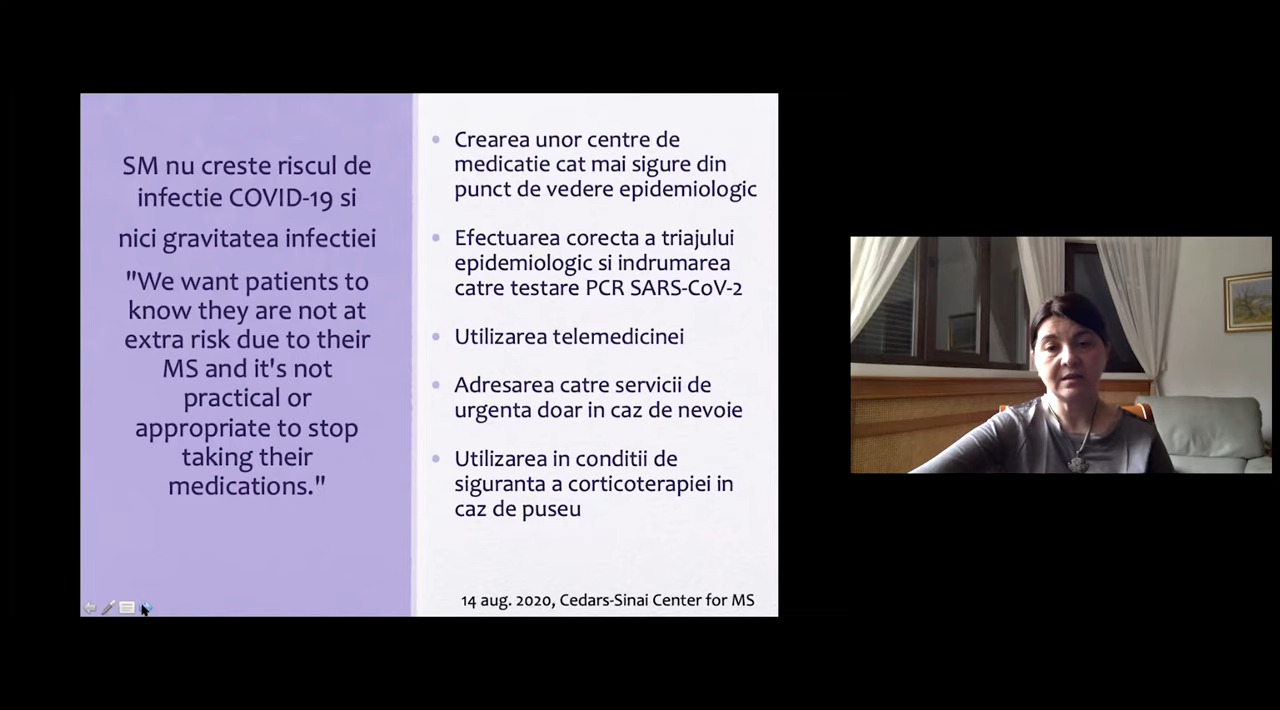 SM nu creste riscul de
infectie COVID-19 si
nici gravitatea infectiei
"We want patients to
know they are not at
extra risk due to their
MS and it's not
practical or
appropriate to stop
taking their
medications."
• Crearea unor centre de
medicatie cat mai sigure din
punct de vedere epidemiologic
• Efectuarea corecta a triajului
epidemiologic si indrumarea
catre testare PCR SARS-CoV-2
• Utilizarea telemedicinei
• Adresarea catre servicii de
urgenta doar in caz de nevoie
• Utilizarea in conditii de
siguranta a corticoterapiei in
caz de puseu
14 aug. 2020, Cedars-Sinai Center for MS